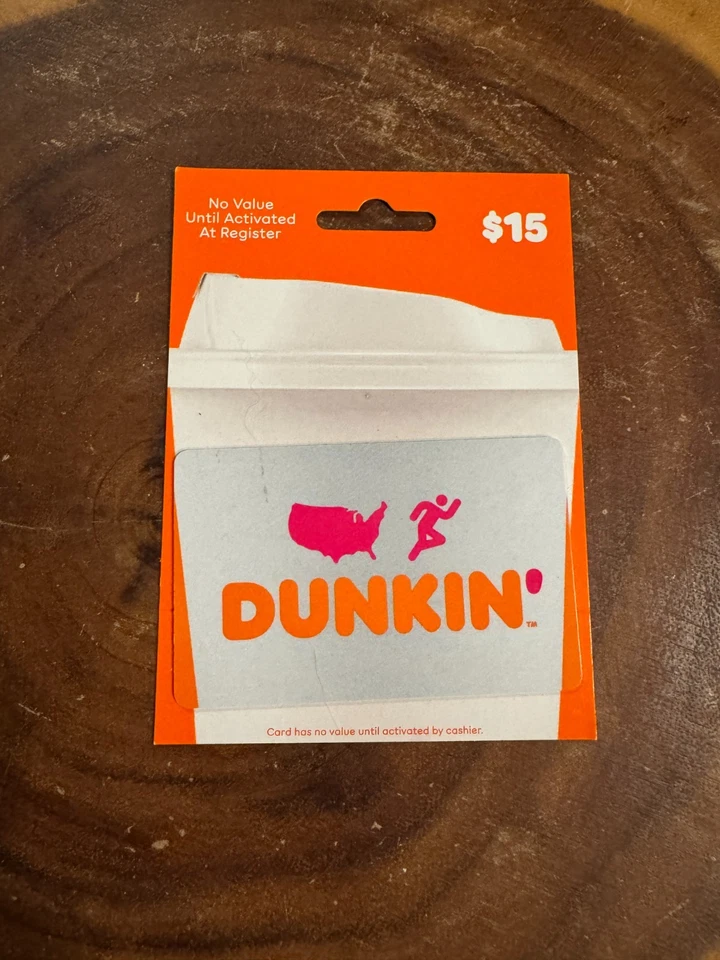 No Value
Until Activated
At Register
$15
DUNKIN'
™
Card has no value until activated by cashier.